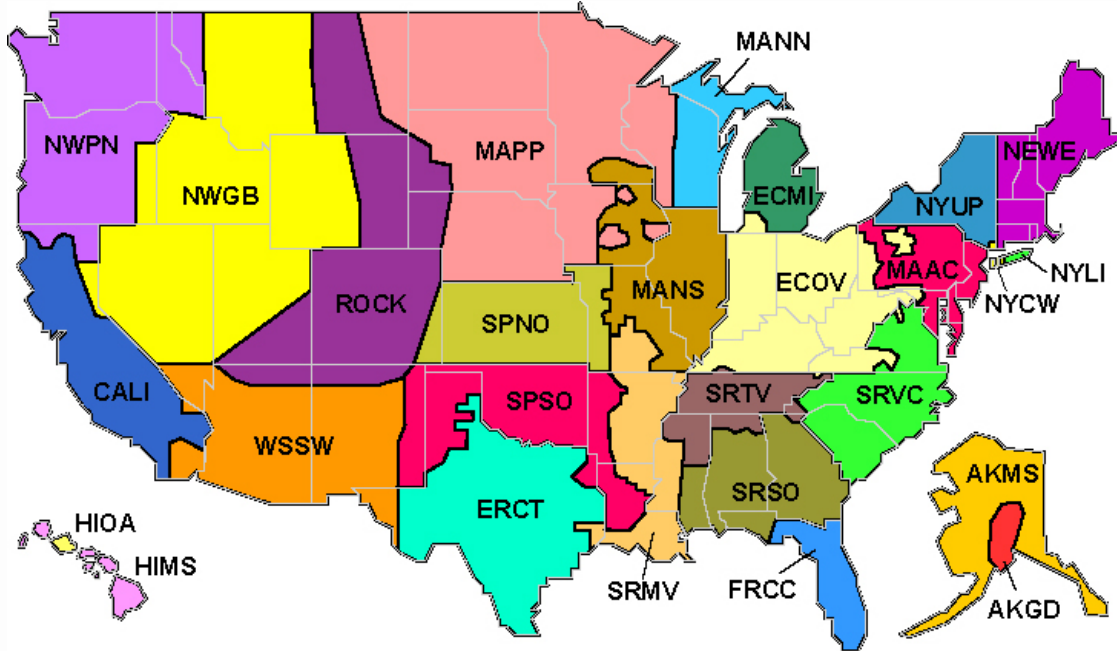 MANN
NWPN
MAPP
NEWE
NWGB
ECMI
NYUP
MAAC
NYLI
ROCK
MANS
ECOV
NYCW
SPNO
CALI
SPSO
SRTV
SRVC
WSSW
AKMS
SRSO
ERCT
HIOA
HIMS
SRMV
FRCC
AKGD